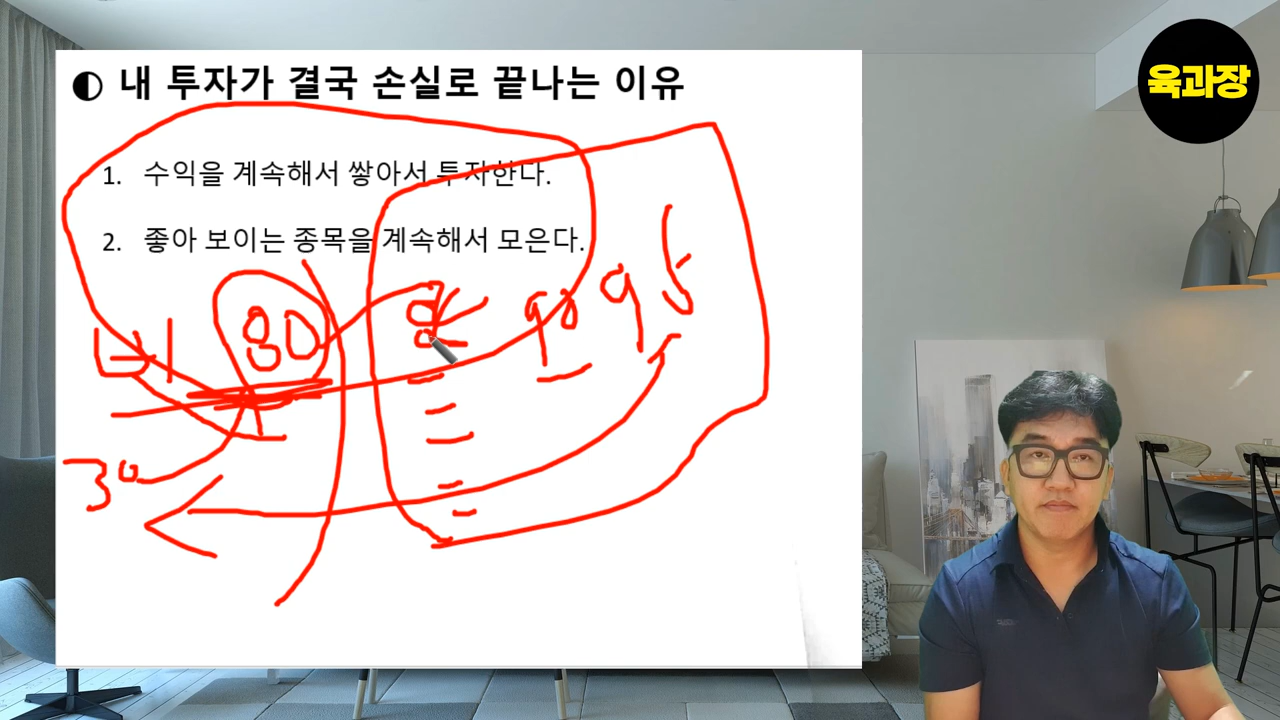 ◐ 내 투자가 결국 손실로 끝나는 이유
육과장
1. 수익을 계속해서 쌓아서 투자한다.
2. 좋아 보이는 종목을 계속해서 모은다.
80 90 95
30